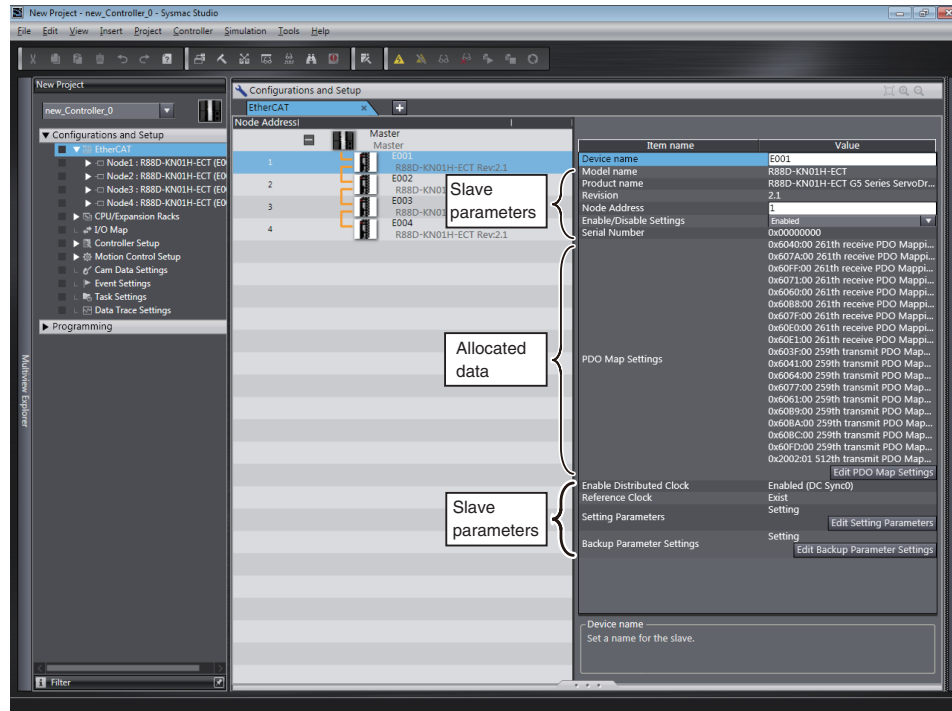 New Project - new_Controller_0 - Sysmac Studio
File Edit View Insert Project Controller Simulation Tools Help
New Project
new_Controller_0
Configurations and Setup
EtherCAT
Node1 : R88D-KN01H-ECT (E0
Node2 : R88D-KN01H-ECT (E0
Node3 : R88D-KN01H-ECT (E0
Node4 : R88D-KN01H-ECT (E0
CPU/Expansion Racks
I/O Map
Controller Setup
Motion Control Setup
Cam Data Settings
Event Settings
Task Settings
Data Trace Settings
Programming
Multiview Explorer
Filter
Configurations and Setup
EtherCAT
Node Address
Master
Master
1
E001
R88D-KN01H-ECT Rev:2.1
2
E002
R88D-KN01
3
E003
R88D-KN01
4
E004
R88D-KN01H-ECT Rev:2.1
Slave
parameters
Allocated
data
Slave
parameters
Item name Value
Device name E001
Model name R88D-KN01H-ECT
Product name R88D-KN01H-ECT G5 Series ServoDr...
Revision 2.1
Node Address 1
Enable/Disable Settings Enabled
Serial Number 0x00000000
PDO Map Settings
0x6040:00 261th receive PDO Mappi...
0x607A:00 261th receive PDO Mappi...
0x60FF:00 261th receive PDO Mappi...
0x6071:00 261th receive PDO Mappi...
0x6060:00 261th receive PDO Mappi...
0x60B8:00 261th receive PDO Mappi...
0x607F:00 261th receive PDO Mappi...
0x60E0:00 261th receive PDO Mappi...
0x60E1:00 261th receive PDO Mappi...
0x603F:00 259th transmit PDO Map...
0x6041:00 259th transmit PDO Map...
0x6064:00 259th transmit PDO Map...
0x6077:00 259th transmit PDO Map...
0x6061:00 259th transmit PDO Map...
0x60B9:00 259th transmit PDO Map...
0x60BA:00 259th transmit PDO Map...
0x60BC:00 259th transmit PDO Map...
0x60FD:00 259th transmit PDO Map...
0x2002:01 512th transmit PDO Map...
Edit PDO Map Settings
Enable Distributed Clock Enabled (DC Sync0)
Reference Clock Exist
Setting Parameters Setting
Edit Setting Parameters
Backup Parameter Settings Setting
Edit Backup Parameter Settings
Device name
Set a name for the slave.